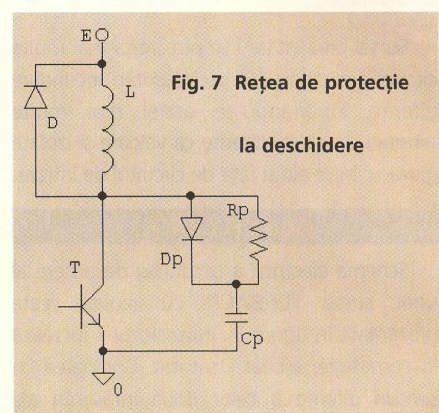 E
L
Fig. 7 Rețea de protecție
D
la deschidere
Rp
T
Dp
Cp
0